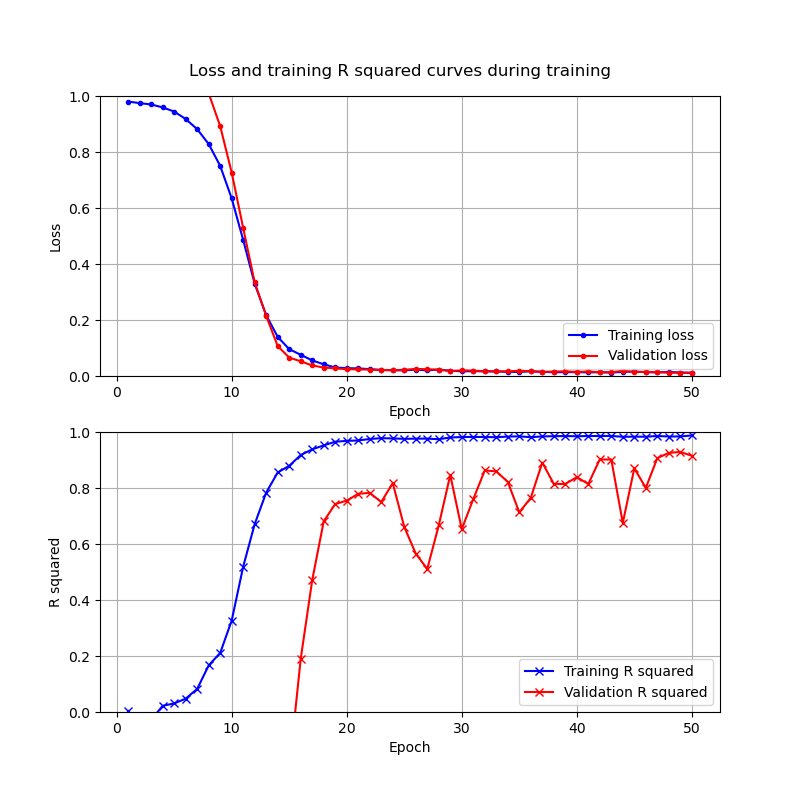 Loss and training R squared curves during training
1.0
0.8
0.6
0.4
0.2
0.0
Loss
Training loss
Validation loss
0 10 20 30 40 50
Epoch
1.0
0.8
0.6
0.4
0.2
0.0
R squared
Training R squared
Validation R squared
0 10 20 30 40 50
Epoch